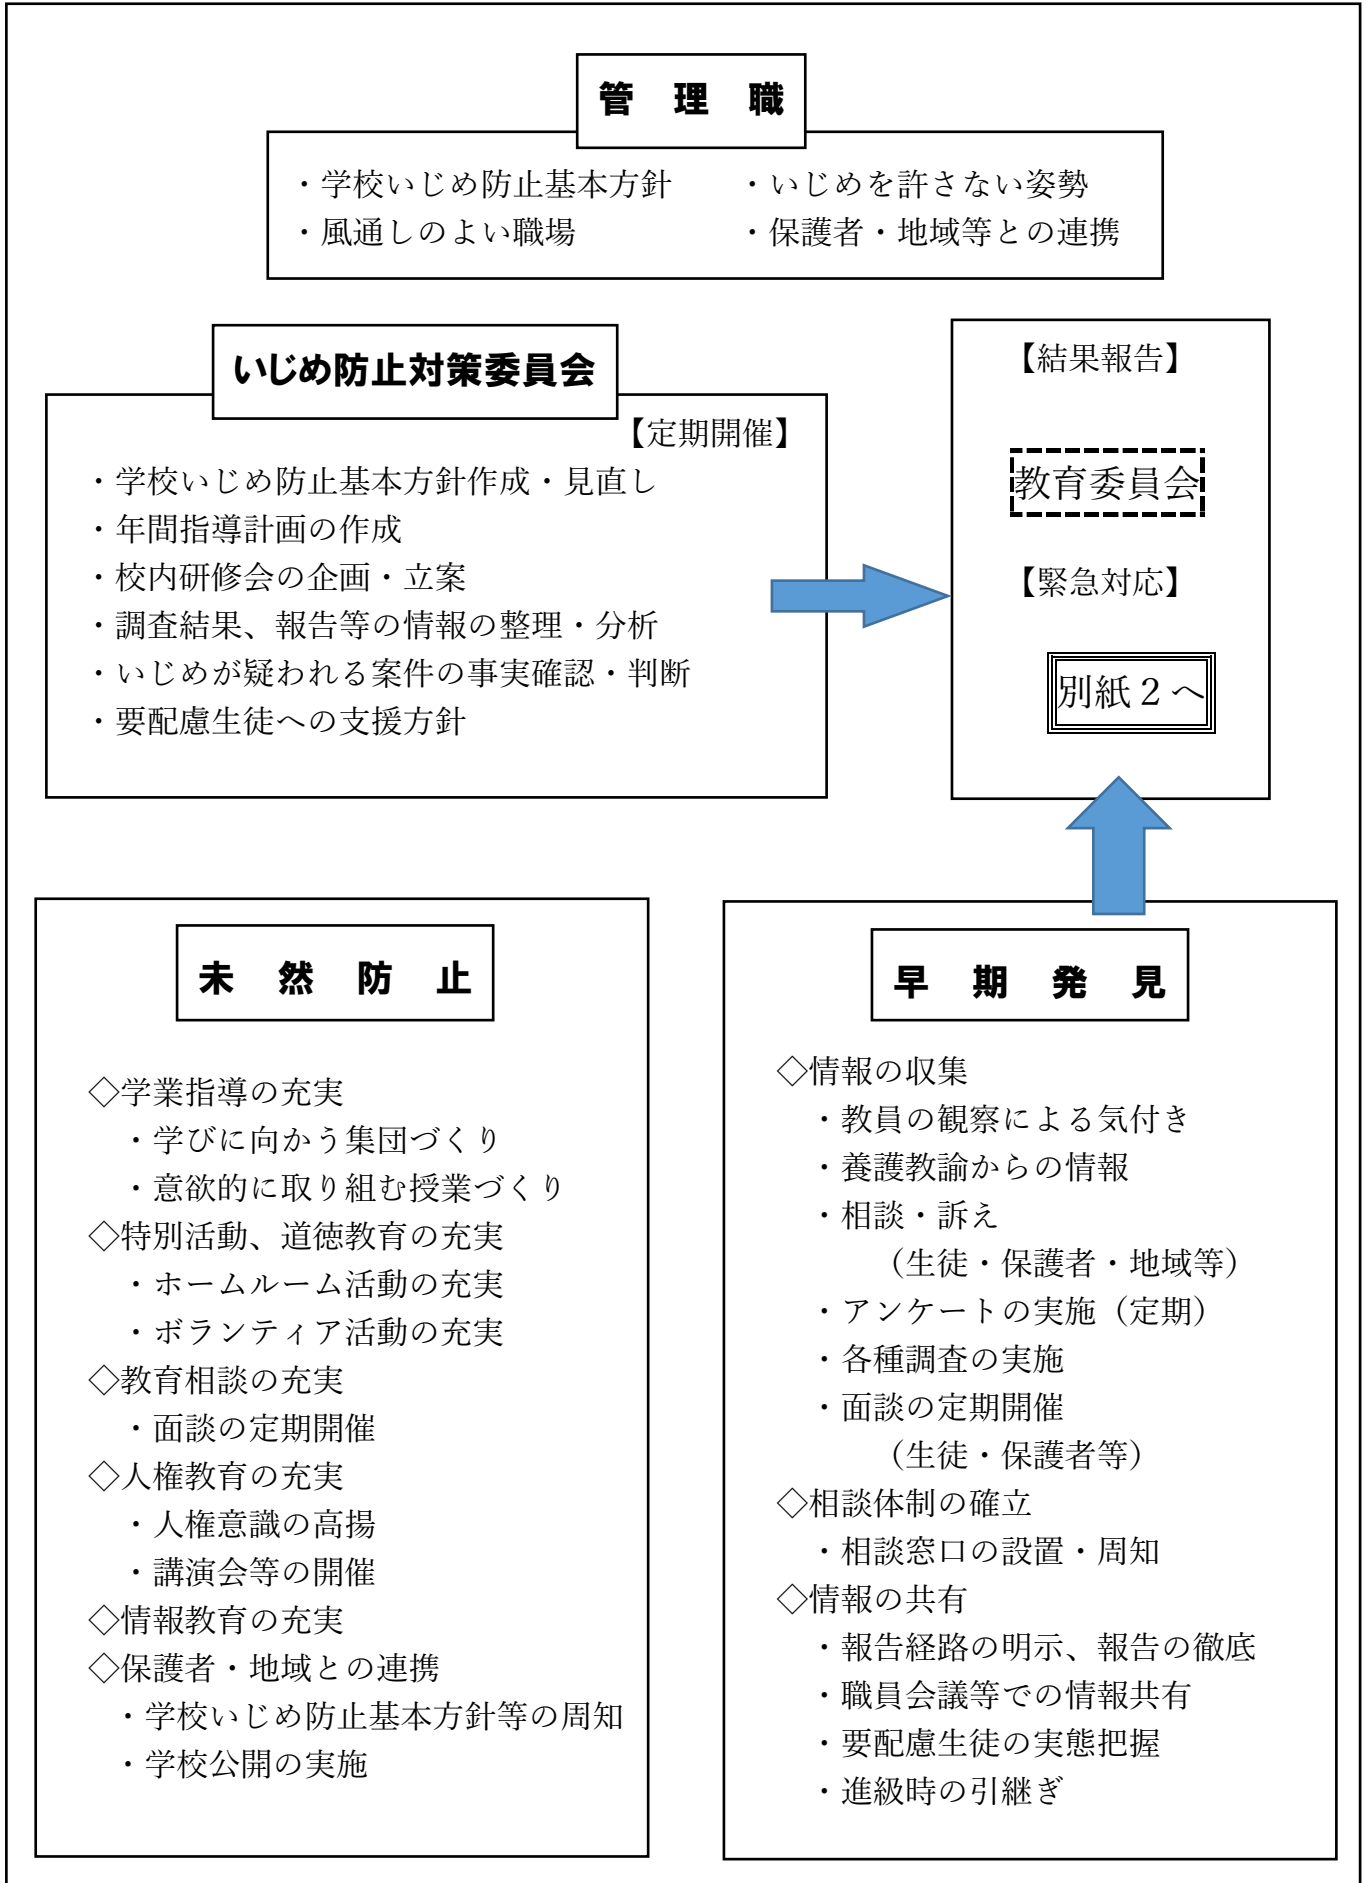 管　理　職
・学校いじめ防止基本方針　　・いじめを許さない姿勢
・風通しのよい職場　　　　　・保護者・地域等との連携
いじめ防止対策委員会
【定期開催】
・学校いじめ防止基本方針作成・見直し
・年間指導計画の作成
・校内研修会の企画・立案
・調査結果、報告等の情報の整理・分析
・いじめが疑われる案件の事実確認・判断
・要配慮生徒への支援方針
【結果報告】
教育委員会
【緊急対応】
別紙２へ
未　然　防　止
◇学業指導の充実
・学びに向かう集団づくり
・意欲的に取り組む授業づくり
◇特別活動、道徳教育の充実
・ホームルーム活動の充実
・ボランティア活動の充実
◇教育相談の充実
・面談の定期開催
◇人権教育の充実
・人権意識の高揚
・講演会等の開催
◇情報教育の充実
◇保護者・地域との連携
・学校いじめ防止基本方針等の周知
・学校公開の実施
早　期　発　見
◇情報の収集
・教員の観察による気付き
・養護教諭からの情報
・相談・訴え
（生徒・保護者・地域等）
・アンケートの実施（定期）
・各種調査の実施
・面談の定期開催
（生徒・保護者等）
◇相談体制の確立
・相談窓口の設置・周知
◇情報の共有
・報告経路の明示、報告の徹底
・職員会議等での情報共有
・要配慮生徒の実態把握
・進級時の引継ぎ